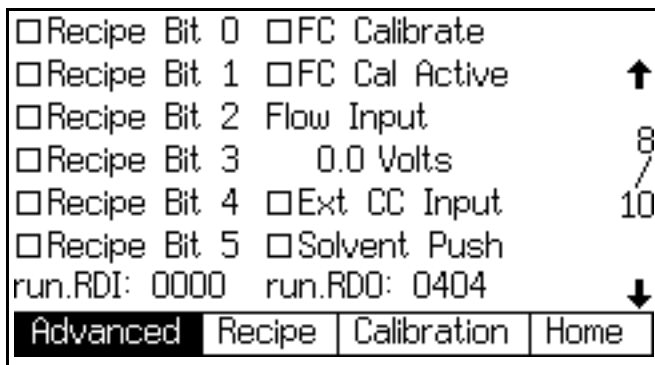 □Recipe Bit 0 □FC Calibrate
□Recipe Bit 1 □FC Cal Active ↑
□Recipe Bit 2 Flow Input
□Recipe Bit 3 0.0 Volts 8/10
□Recipe Bit 4 □Ext CC Input
□Recipe Bit 5 □Solvent Push
run.RDI: 0000 run.RDO: 0404 ↓
Advanced Recipe Calibration Home